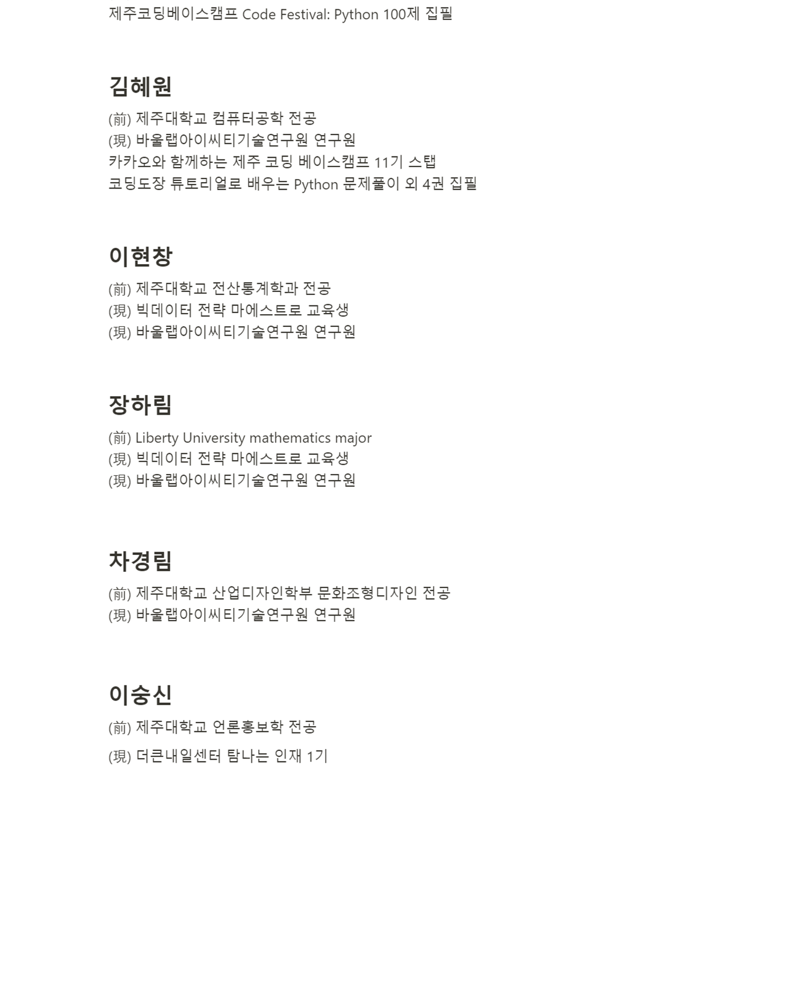 제주코딩베이스캠프 Code Festival: Python 100제 집필
김혜원
(前) 제주대학교 컴퓨터공학 전공
(現) 바울랩아이씨티기술연구원 연구원
카카오와 함께하는 제주 코딩 베이스캠프 11기 스탭
코딩도장 튜토리얼로 배우는 Python 문제풀이 외 4권 집필
이현창
(前) 제주대학교 전산통계학과 전공
(現) 빅데이터 전략 마에스트로 교육생
(現) 바울랩아이씨티기술연구원 연구원
장하림
(前) Liberty University mathematics major
(現) 빅데이터 전략 마에스트로 교육생
(現) 바울랩아이씨티기술연구원 연구원
차경림
(前) 제주대학교 산업디자인학부 문화조형디자인 전공
(現) 바울랩아이씨티기술연구원 연구원
이숭신
(前) 제주대학교 언론홍보학 전공
(現) 더큰내일센터 탐나는 인재 1기